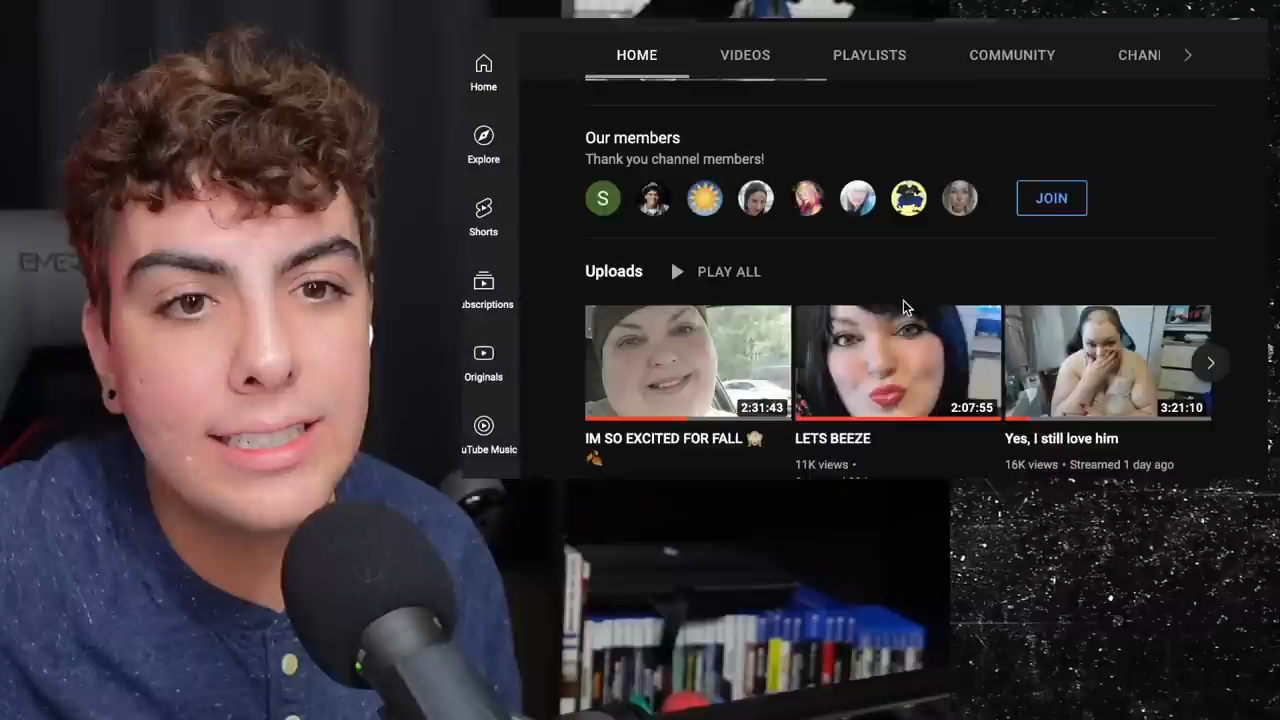 HOME VIDEOS PLAYLISTS COMMUNITY CHANI
Home
Explore
Shorts
ubscriptions
Originals
uTube Music
Our members
Thank you channel members!
S
JOIN
Uploads PLAY ALL
2:31:43 2:07:55 3:21:10
IM SO EXCITED FOR FALL 🙈 LETS BEEZE Yes, I still love him
🍂
11K views • 16K views • Streamed 1 day ago
EME